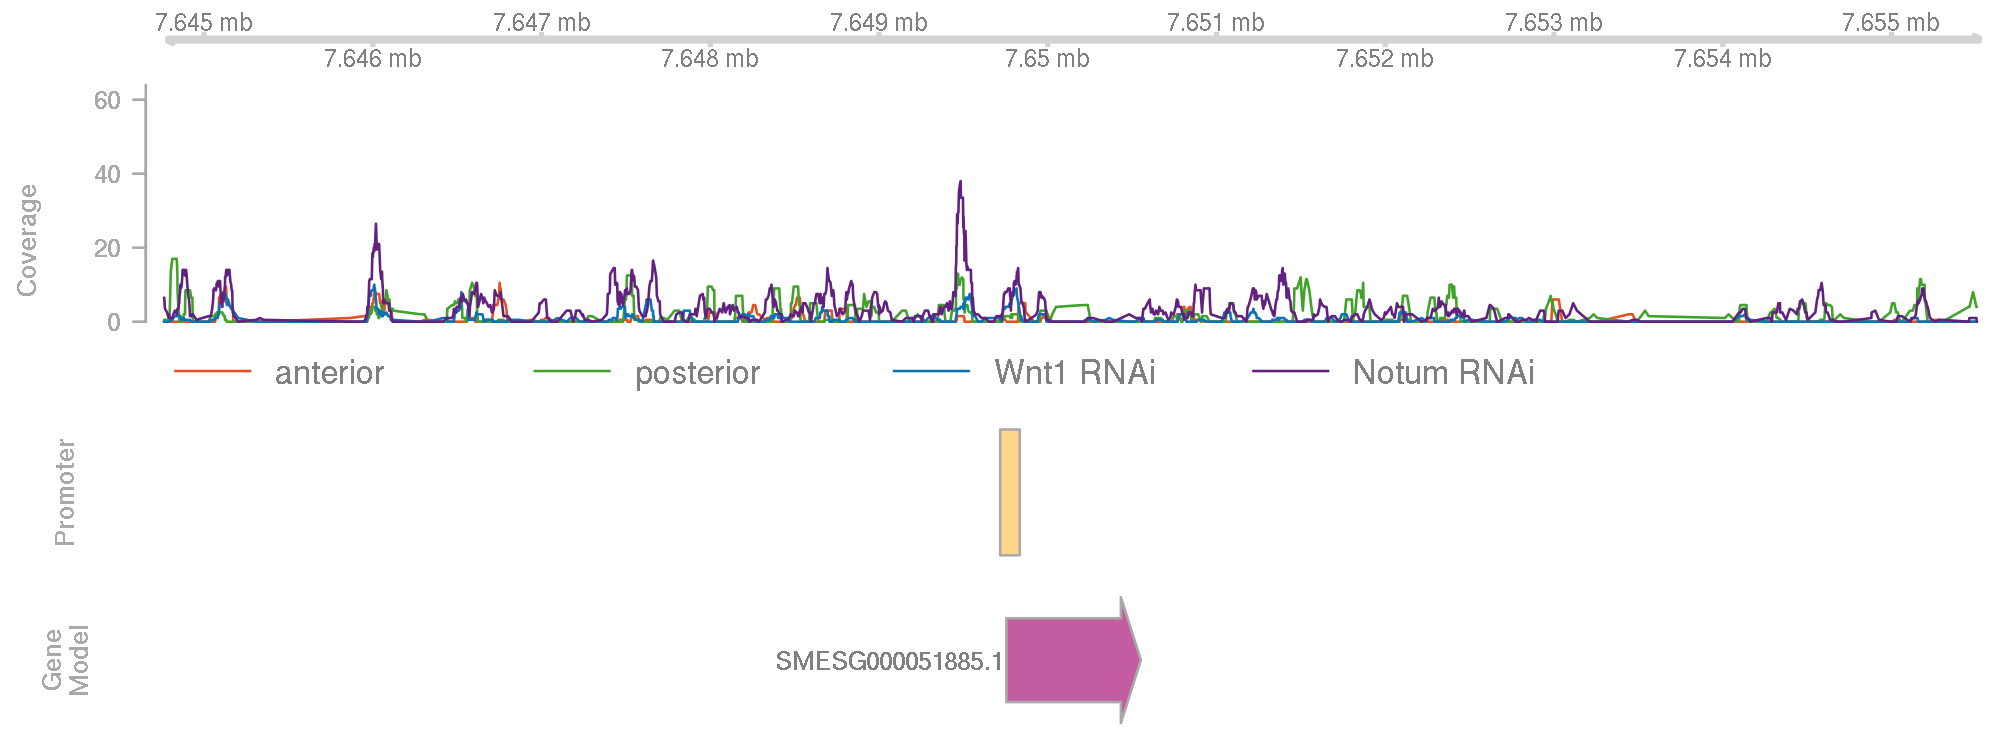 7.645 mb 7.647 mb 7.649 mb 7.651 mb 7.653 mb 7.655 mb
7.646 mb 7.648 mb 7.65 mb 7.652 mb 7.654 mb
Coverage
60
40
20
0
anterior posterior Wnt1 RNAi Notum RNAi
Promoter
Gene
Model
SMESG000051885.1